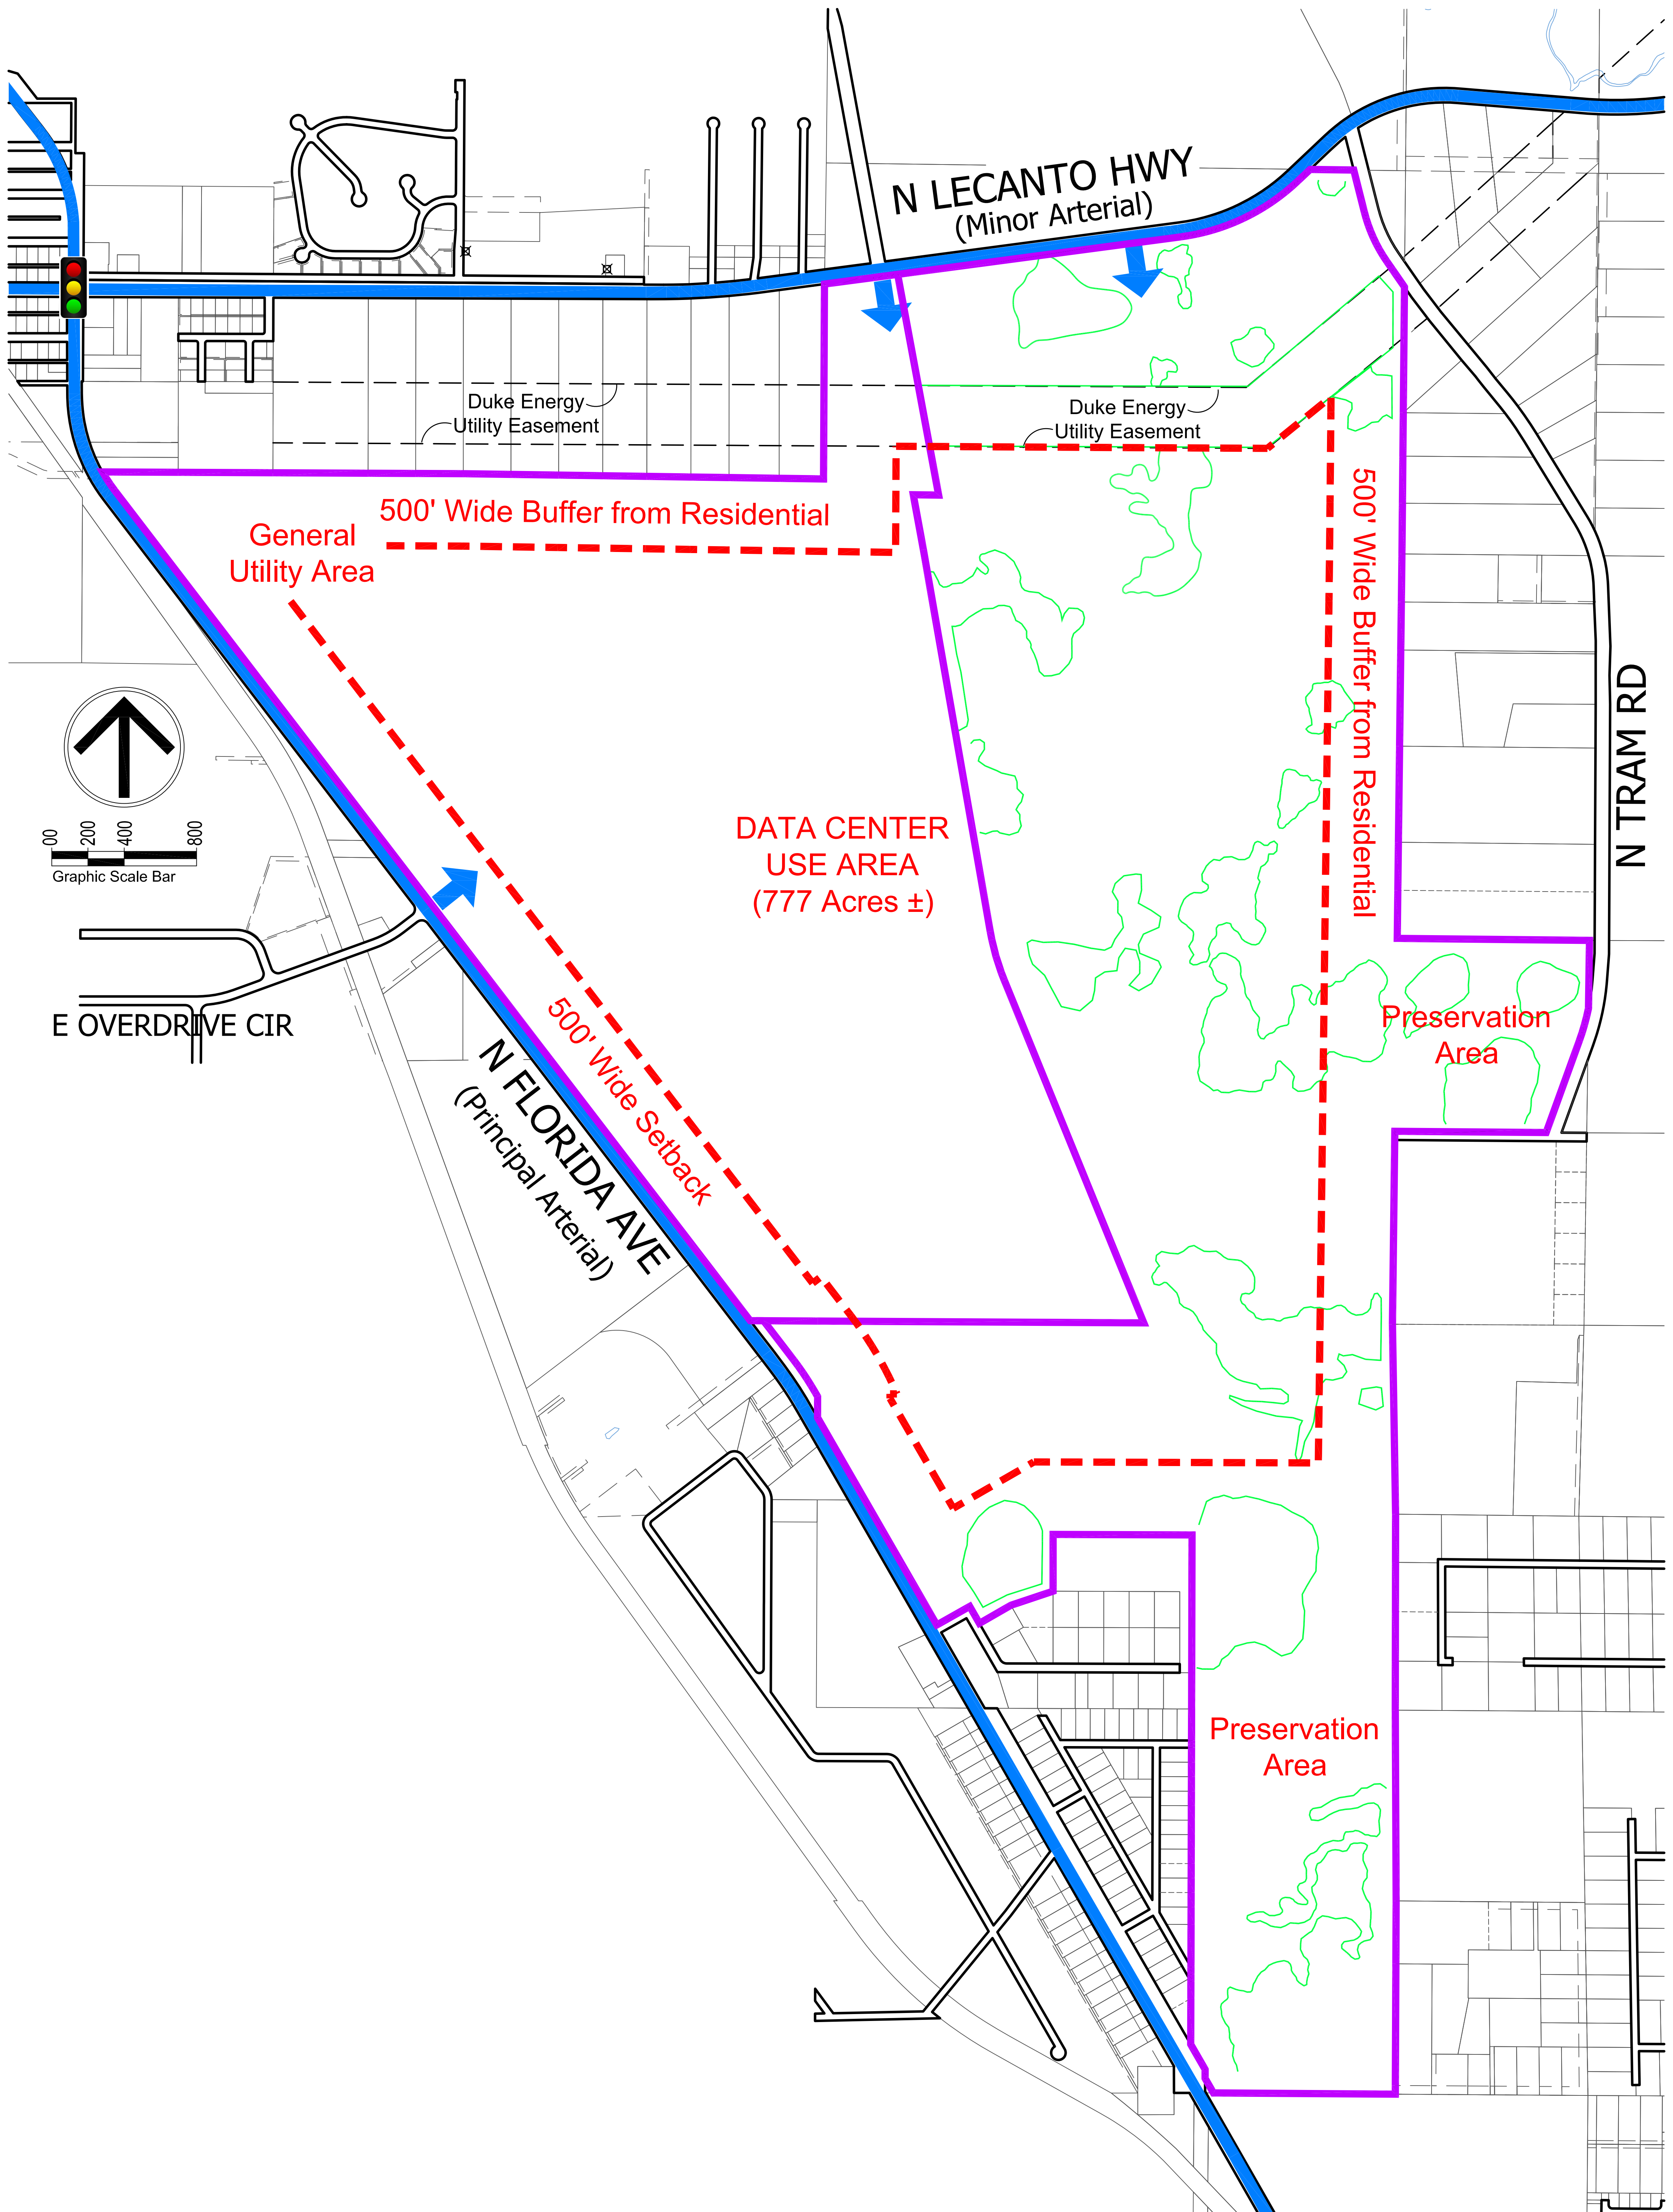 N LECANTO HWY
(Minor Arterial)
Duke Energy
Utility Easement
Duke Energy
Utility Easement
500' Wide Buffer from Residential
General
Utility Area
500' Wide Buffer from Residential
N TRAM RD
DATA CENTER
USE AREA
(777 Acres ±)
00 200 400 800
Graphic Scale Bar
E OVERDRIVE CIR
500' Wide Setback
N FLORIDA AVE
(Principal Arterial)
Preservation
Area
Preservation
Area